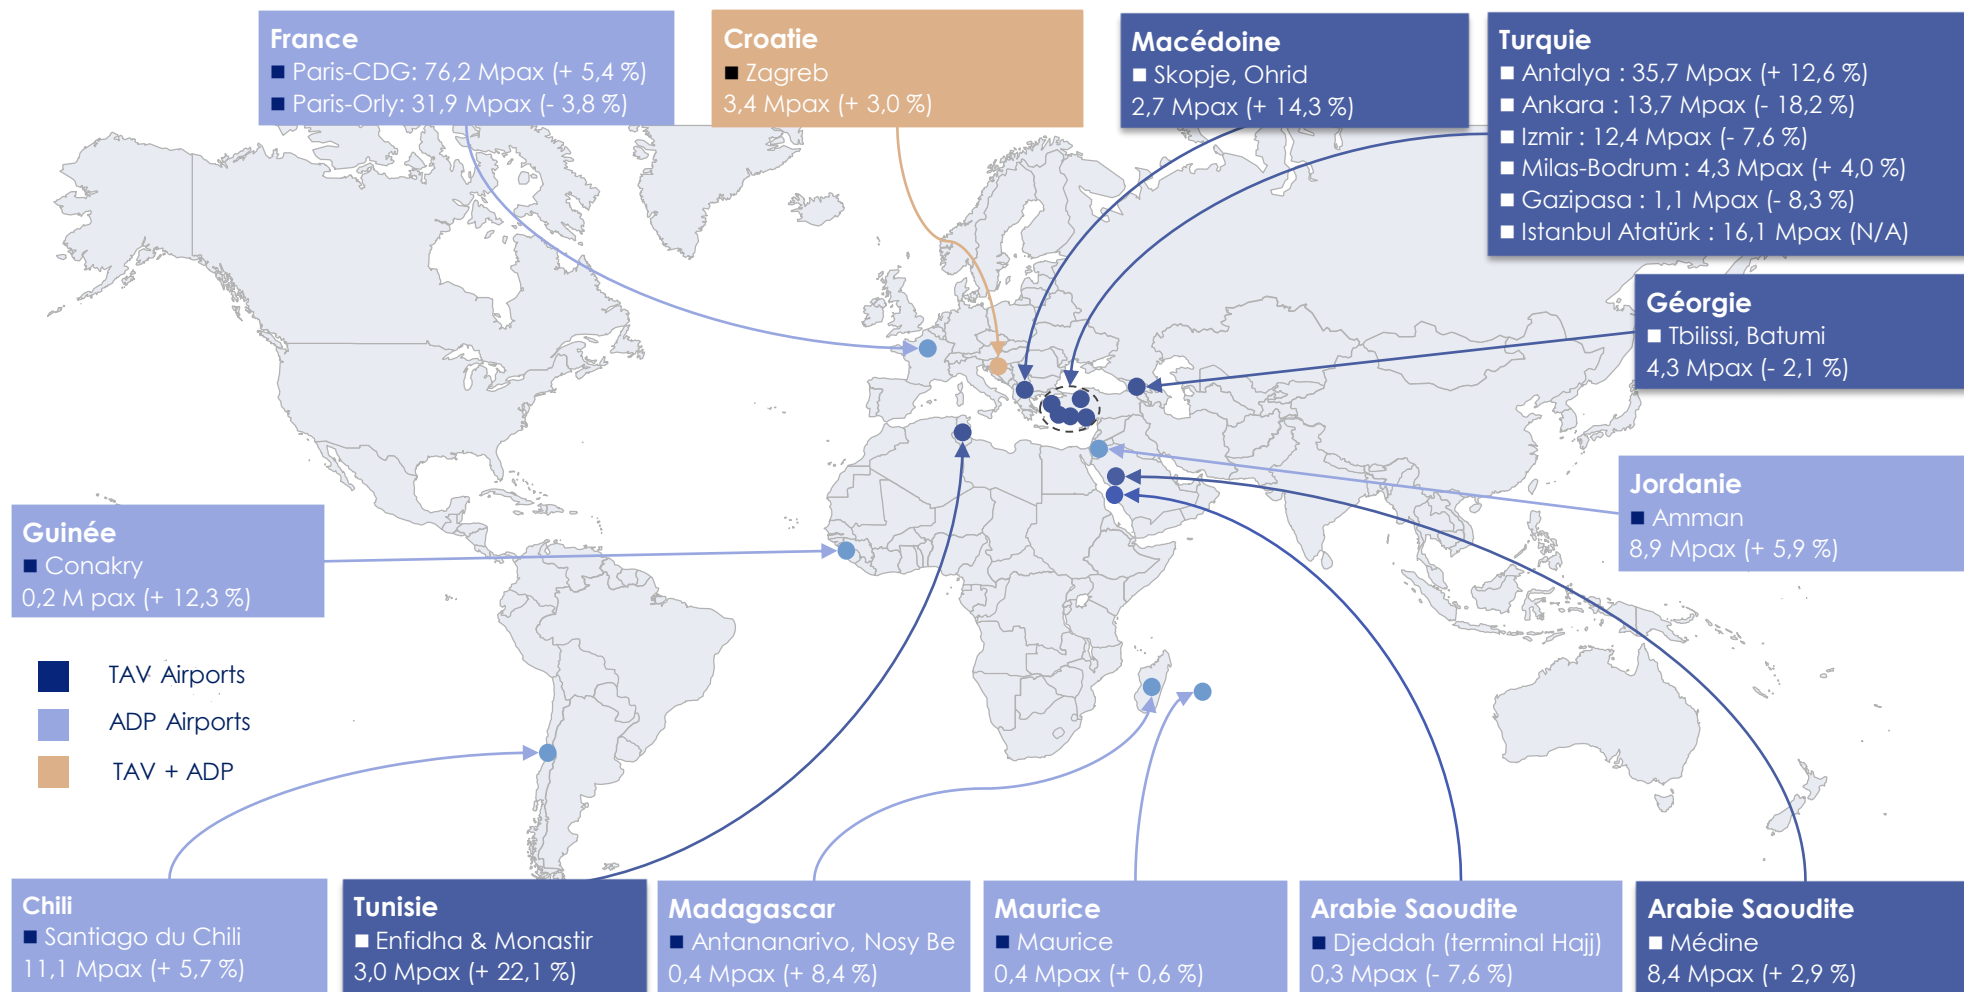 France
■ Paris-CDG: 76,2 Mpax (+ 5,4 %)
■ Paris-Orly: 31,9 Mpax (- 3,8 %)
Croatie
■ Zagreb
3,4 Mpax (+ 3,0 %)
Macédoine
■ Skopje, Ohrid
2,7 Mpax (+ 14,3 %)
Turquie
■ Antalya : 35,7 Mpax (+ 12,6 %)
■ Ankara : 13,7 Mpax (- 18,2 %)
■ Izmir : 12,4 Mpax (- 7,6 %)
■ Milas-Bodrum : 4,3 Mpax (+ 4,0 %)
■ Gazipasa : 1,1 Mpax (- 8,3 %)
■ Istanbul Atatürk : 16,1 Mpax (N/A)
Géorgie
■ Tbilissi, Batumi
4,3 Mpax (- 2,1 %)
Jordanie
■ Amman
8,9 Mpax (+ 5,9 %)
Guinée
■ Conakry
0,2 M pax (+ 12,3 %)
TAV Airports
ADP Airports
TAV + ADP
Chili
■ Santiago du Chili
11,1 Mpax (+ 5,7 %)
Tunisie
■ Enfidha & Monastir
3,0 Mpax (+ 22,1 %)
Madagascar
■ Antananarivo, Nosy Be
0,4 Mpax (+ 8,4 %)
Maurice
■ Maurice
0,4 Mpax (+ 0,6 %)
Arabie Saoudite
■ Djeddah (terminal Hajj)
0,3 Mpax (- 7,6 %)
Arabie Saoudite
■ Médine
8,4 Mpax (+ 2,9 %)